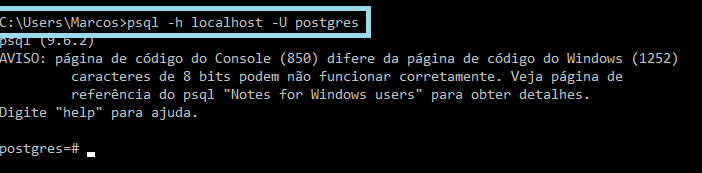 C:\Users\Marcos>psql -h localhost -U postgres
psql (9.6.2)
AVISO: página de código do Console (850) difere da página de código do Windows (1252)
caracteres de 8 bits podem não funcionar corretamente. Veja página de
referência do psql "Notes for Windows users" para obter detalhes.
Digite "help" para ajuda.
postgres=#